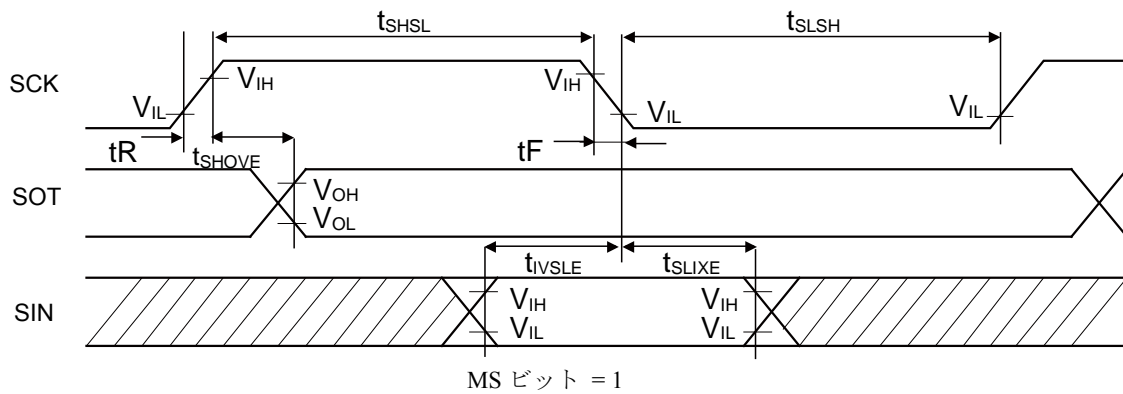 tSHSL tSLSH
SCK VIH VIH
VIL VIL VIL
tR tSHOVE tF
SOT VOH
VOL
tIVSLE tSLIXE
SIN VIH VIH
VIL VIL
MS ビット = 1